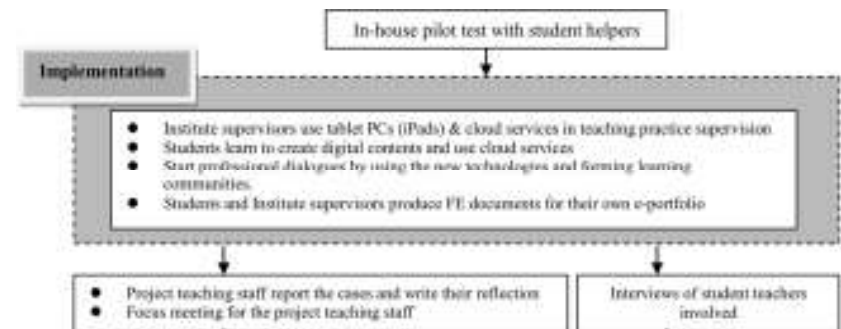 In-house pilot test with student helpers
Implementation
● Institute supervisors use tablet PCs (iPads) & cloud services in teaching practice supervision
● Students learn to create digital contents and use cloud services
● Start professional dialogues by using the new technologies and forming learning
communities.
● Students and Institute supervisors produce FE documents for their own e-portfolio
● Project teaching staff report the cases and write their reflection
● Focus meeting for the project teaching staff
Interviews of student teachers
involved